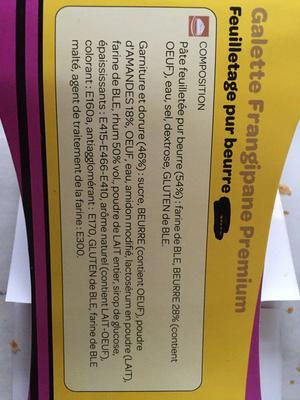 Galette Frangipane Premium
Feuilletage pur beurre
COMPOSITION
Pâte feuilletée pur beurre (54%) : farine de BLE, BEURRE 28% (contient
OEUF), eau, sel, dextrose, GLUTEN de BLE.
Garniture et dorure (46%) : sucre, BEURRE (contient OEUF), poudre
d'AMANDES 18%, OEUF, eau, amidon modifié, lactosérum en poudre (LAIT),
farine de BLE, rhum 50% vol., poudre de LAIT entier, sirop de glucose,
épaississants : E415-E466-E410, arôme naturel (contient LAIT-OEUF),
colorant : E160a, antiagglomérant : E170, GLUTEN de BLE, farine de BLE
malté, agent de traitement de la farine : E300.